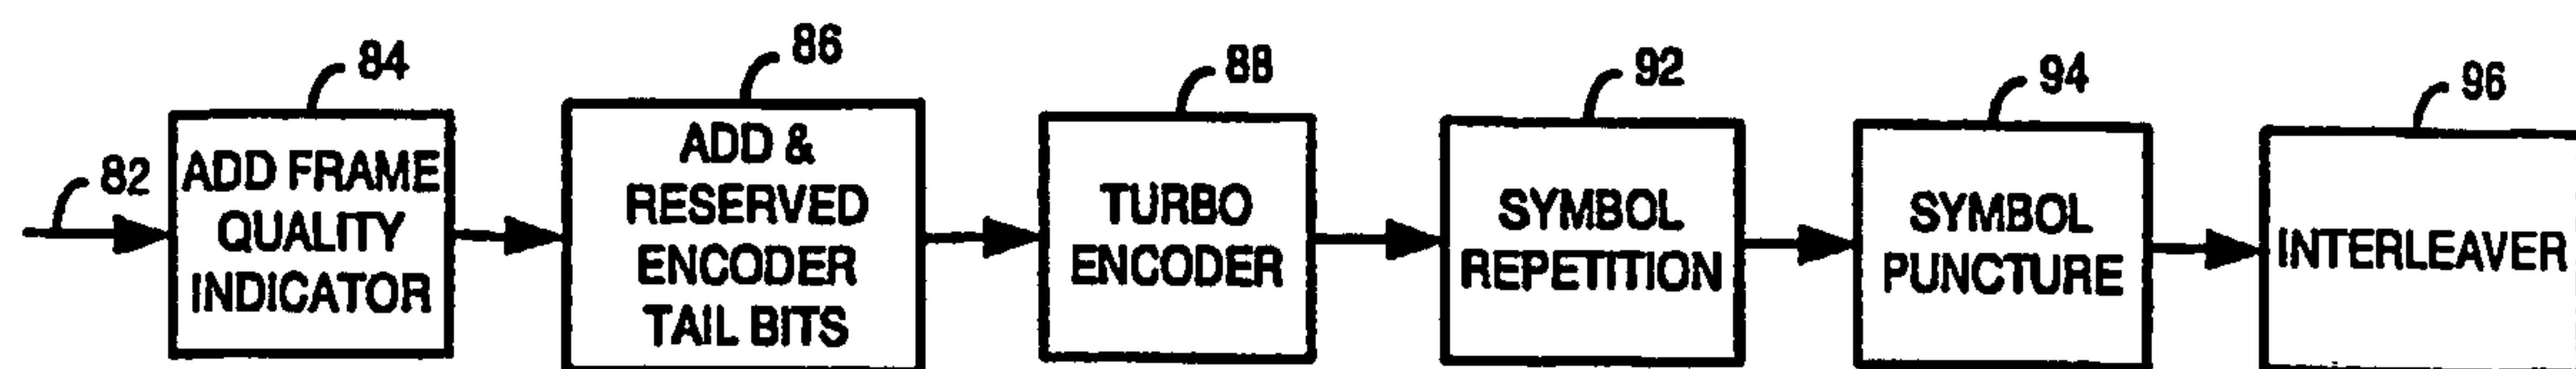 84
86
88
92
94
96
82
ADD FRAME
QUALITY
INDICATOR
ADD &
RESERVED
ENCODER
TAIL BITS
TURBO
ENCODER
SYMBOL
REPETITION
SYMBOL
PUNCTURE
INTERLEAVER